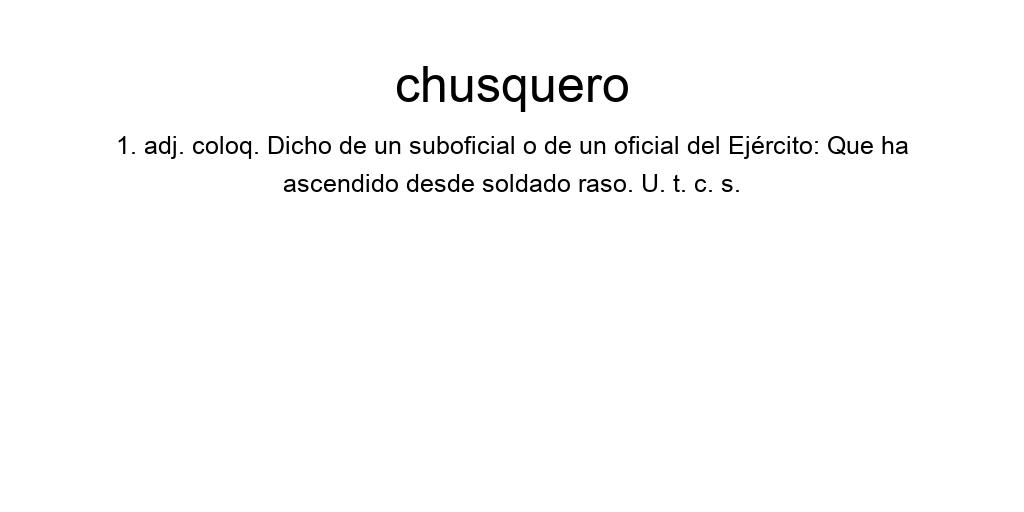 chusquero
1. adj. coloq. Dicho de un suboficial o de un oficial del Ejército: Que ha
ascendido desde soldado raso. U. t. c. s.